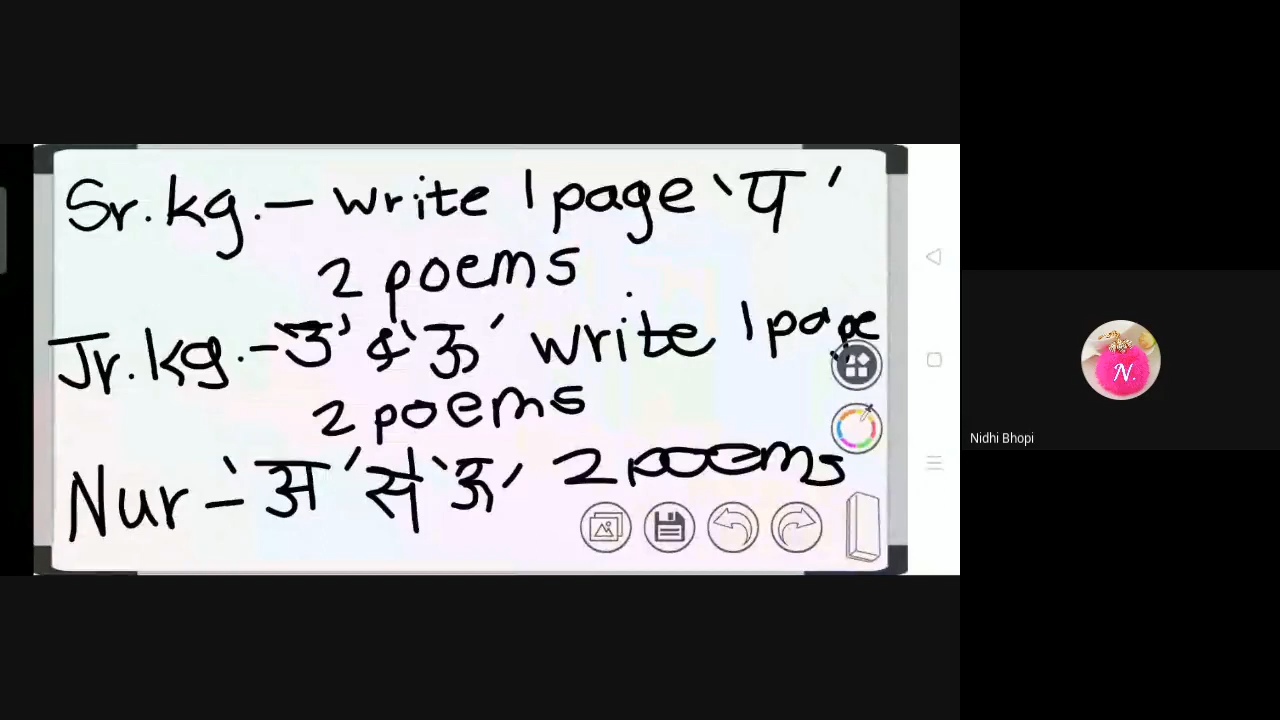 Sr.kg.- write 1 page 'प'
2 poems
Jr.kg.- 'उ' & 'ऊ' write 1 page
2 poems
Nur - 'अ' से 'ऊ' 2 poems
Nidhi Bhopi
N.